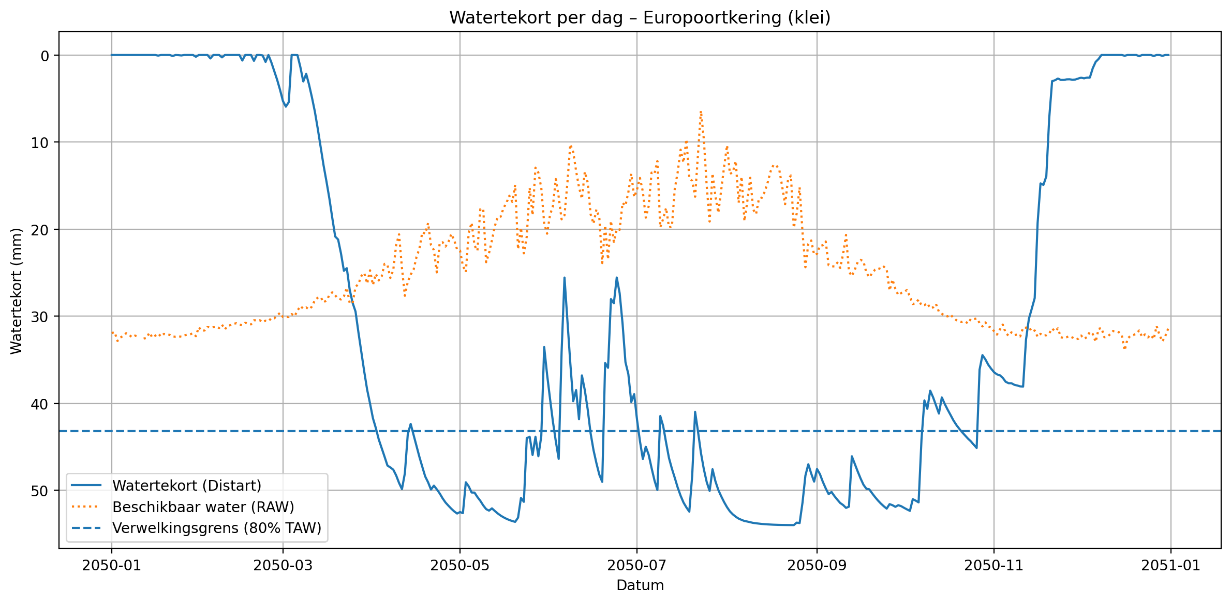 Watertekort per dag – Europoortkering (klei)
Watertekort (mm)
0
10
20
30
40
50
Watertekort (Distart)
Beschikbaar water (RAW)
Verwelkingsgrens (80% TAW)
2050-01
2050-03
2050-05
2050-07
2050-09
2050-11
2051-01
Datum